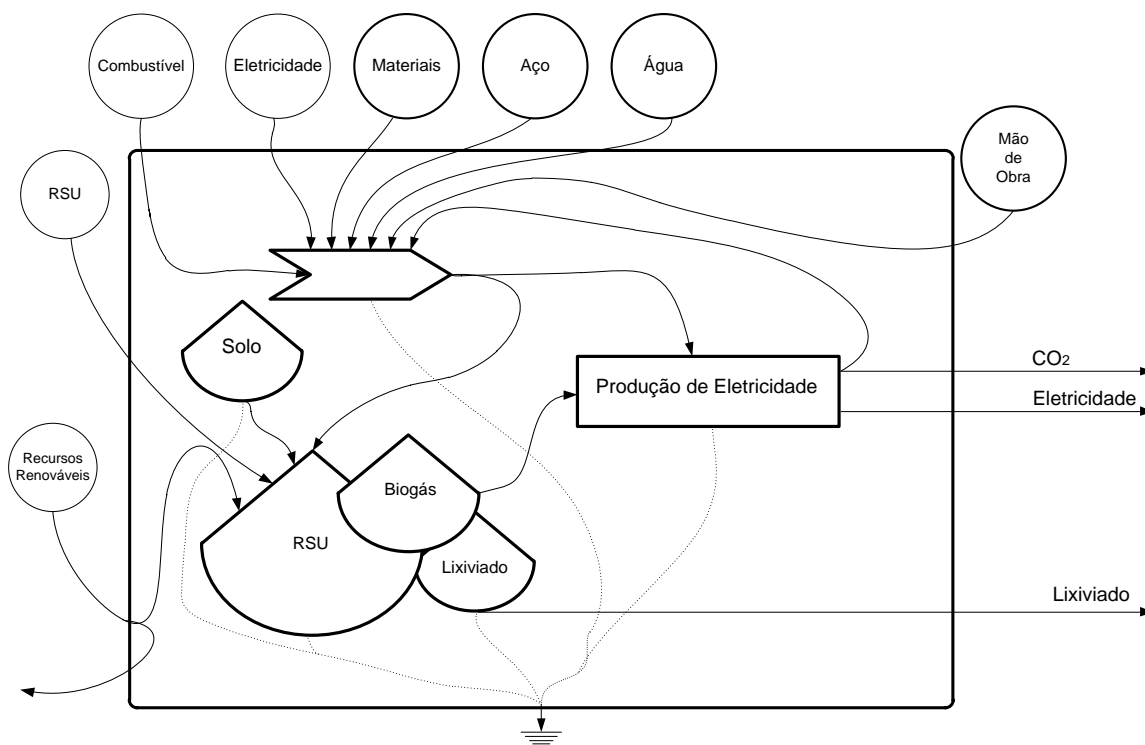 Combustível
Eletricidade
Materiais
Aço
Água
Mão
de
Obra
RSU
Solo
Produção de Eletricidade
CO2
Eletricidade
Recursos
Renováveis
Biogás
RSU
Lixiviado
Lixiviado